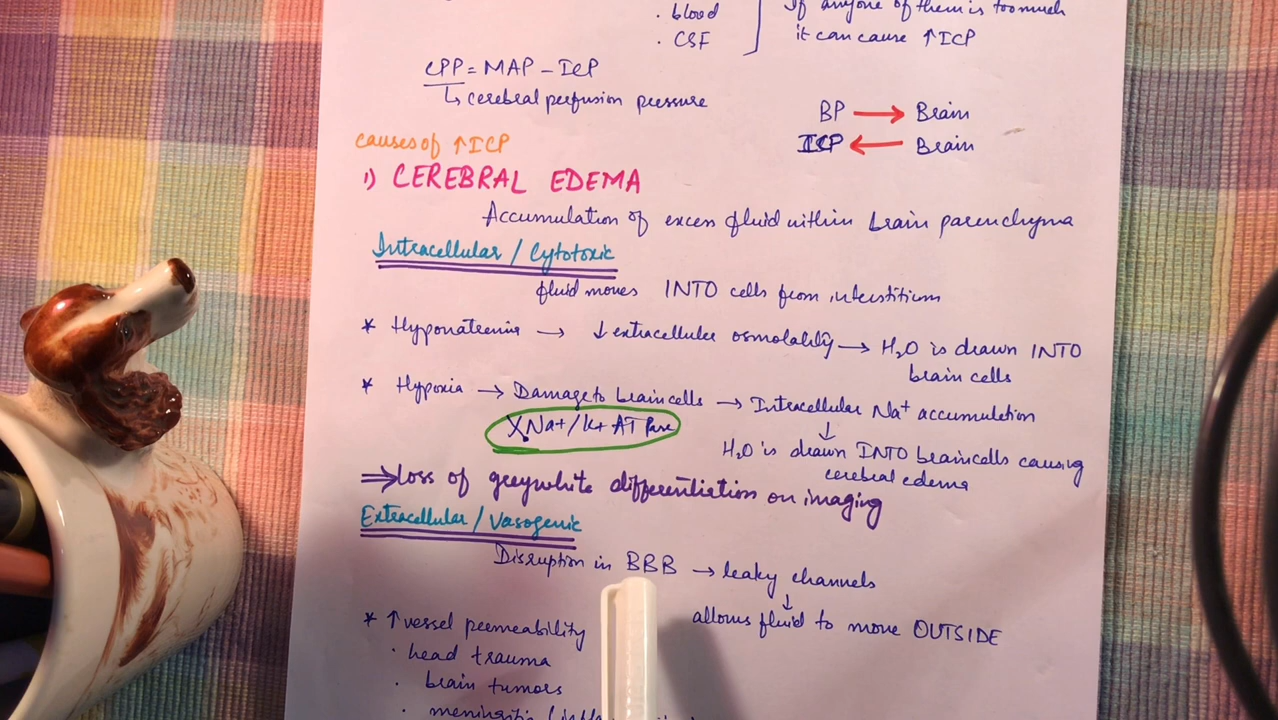 . blood
. CSF
If anyone of them is too much
it can cause ↑ICP
CPP = MAP - ICP
↳ cerebral perfusion pressure
BP → Brain
ICP ← Brain
causes of ↑ICP
1) CEREBRAL EDEMA
Accumulation of excess fluid within brain parenchyma
Intracellular / Cytotoxic
fluid moves INTO cells from interstitium
* Hyponatremia → ↓ extracellular osmolality → H₂O is drawn INTO
brain cells
* Hypoxia → Damage to brain cells → Intracellular Na⁺ accumulation
X Na+/K+ ATPase
↓
H₂O is drawn INTO brain cells causing
cerebral edema
⇒ loss of grey white differentiation on imaging
Extracellular / Vasogenic
Disruption in BBB → leaky channels
↓
allows fluid to move OUTSIDE
* ↑ vessel permeability
. head trauma
. brain tumors
. meningitis